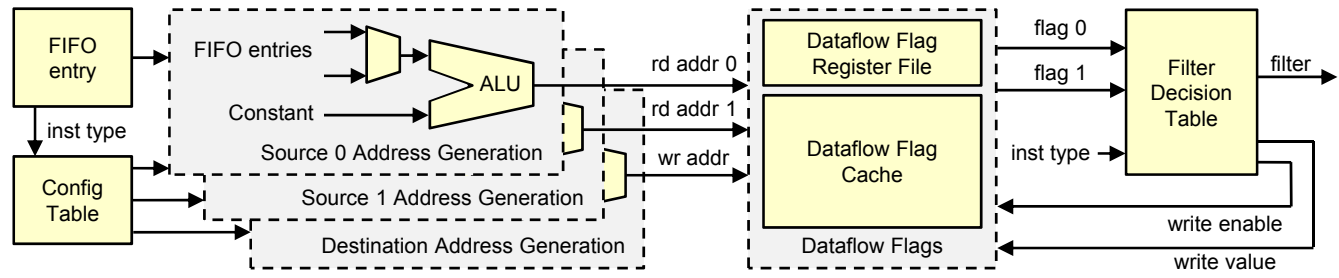 FIFO
entry
inst type
Config
Table
FIFO entries
Constant
ALU
Source 0 Address Generation
Source 1 Address Generation
Destination Address Generation
rd addr 0
rd addr 1
wr addr
Dataflow Flag
Register File
Dataflow Flag
Cache
Dataflow Flags
flag 0
flag 1
inst type
Filter
Decision
Table
filter
write enable
write value